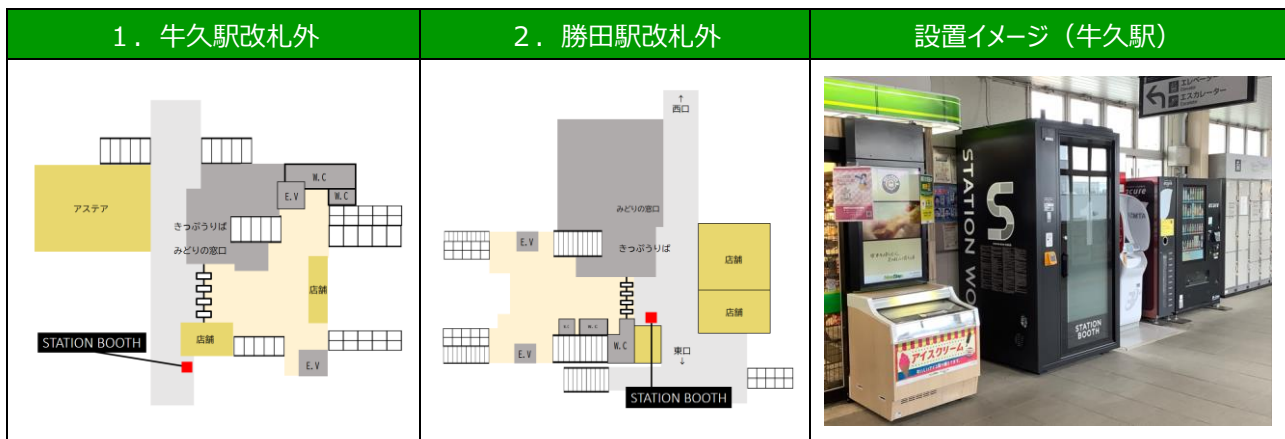 1．牛久駅改札外
2．勝田駅改札外
設置イメージ（牛久駅）
W.C
E.V
W.C
アステア
きっぷうりば
みどりの窓口
店舗
店舗
STATION BOOTH
E.V
↑
西口
みどりの窓口
きっぷうりば
E.V
店舗
店舗
W.C
W.C
E.V
東口
↓
STATION BOOTH
エレベーター
エスカレーター
STATION WO
S
STATION
BOOTH
アイスクリーム